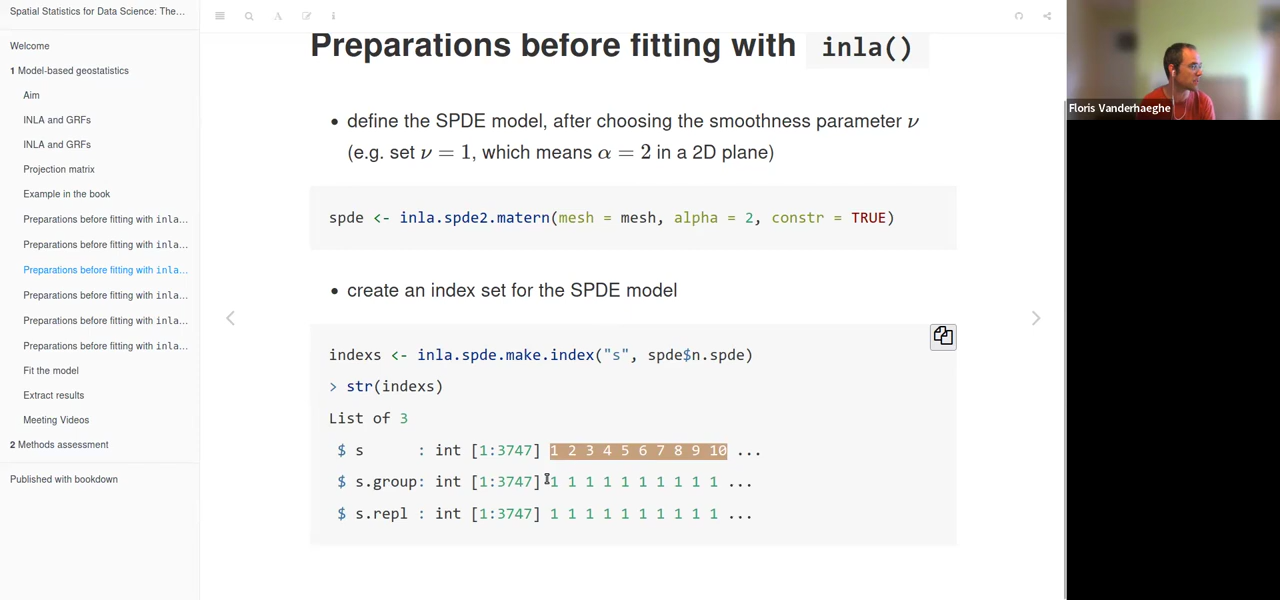 Spatial Statistics for Data Science: The...
Welcome
1 Model-based geostatistics
Aim
INLA and GRFs
INLA and GRFs
Projection matrix
Example in the book
Preparations before fitting with inla...
Preparations before fitting with inla...
Preparations before fitting with inla...
Preparations before fitting with inla...
Preparations before fitting with inla...
Preparations before fitting with inla...
Fit the model
Extract results
Meeting Videos
2 Methods assessment
Published with bookdown
Preparations before fitting with inla()
• define the SPDE model, after choosing the smoothness parameter ν
(e.g. set ν = 1, which means α = 2 in a 2D plane)
spde <- inla.spde2.matern(mesh = mesh, alpha = 2, constr = TRUE)
• create an index set for the SPDE model
indexs <- inla.spde.make.index("s", spde$n.spde)
> str(indexs)
List of 3
$ s : int [1:3747] 1 2 3 4 5 6 7 8 9 10 ...
$ s.group: int [1:3747] 1 1 1 1 1 1 1 1 1 1 ...
$ s.repl : int [1:3747] 1 1 1 1 1 1 1 1 1 1 ...
Floris Vanderhaeghe